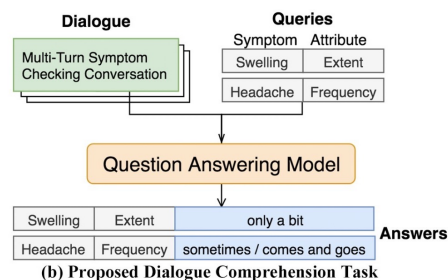 Dialogue
Queries
Symptom Attribute
Multi-Turn Symptom
Checking Conversation
Swelling Extent
Headache Frequency
Question Answering Model
Swelling Extent only a bit
Answers
Headache Frequency sometimes / comes and goes
(b) Proposed Dialogue Comprehension Task